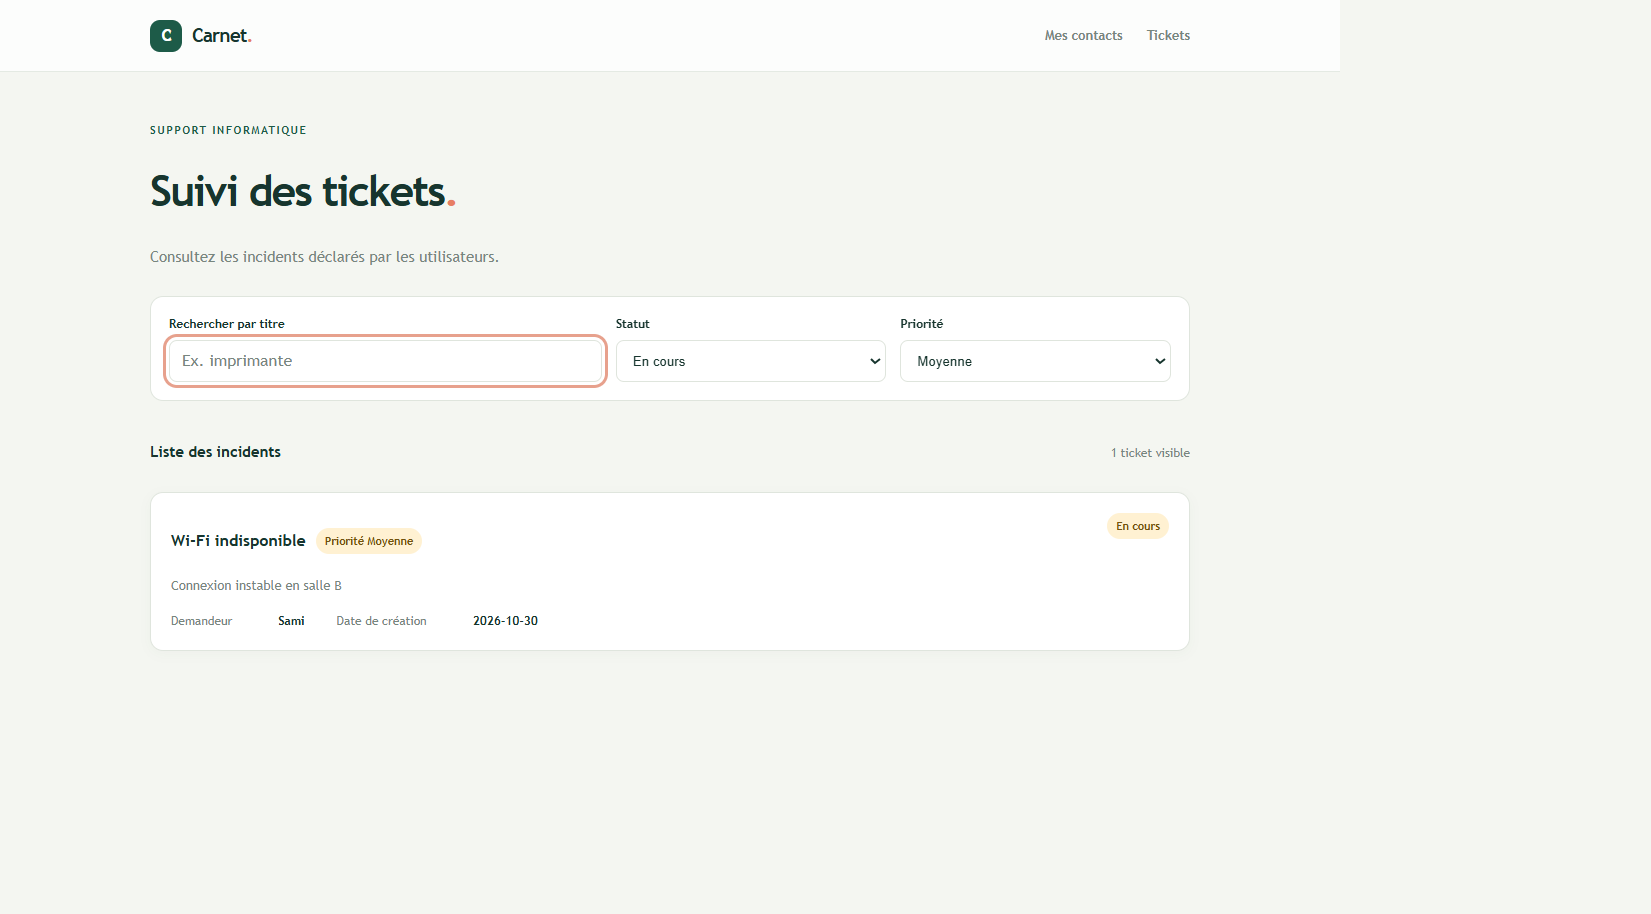 C Carnet.
Mes contacts Tickets
SUPPORT INFORMATIQUE
Suivi des tickets.
Consultez les incidents déclarés par les utilisateurs.
Rechercher par titre Statut Priorité
Ex. imprimante En cours Moyenne
Liste des incidents 1 ticket visible
En cours
Wi-Fi indisponible Priorité Moyenne
Connexion instable en salle B
Demandeur Sami Date de création 2026-10-30